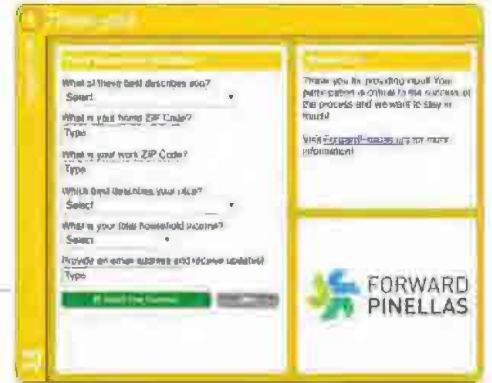 What of these best describes you?
Select
What is your home ZIP Code?
Type
What is your work ZIP Code?
Type
Which best describes your race?
Select
What is your total household income?
Select
Provide an email address and receive updates!
Type
Thank you for providing input! Your
participation is critical to the success of
the process and we want to stay in
touch!
Visit for more
information!
FORWARD
PINELLAS